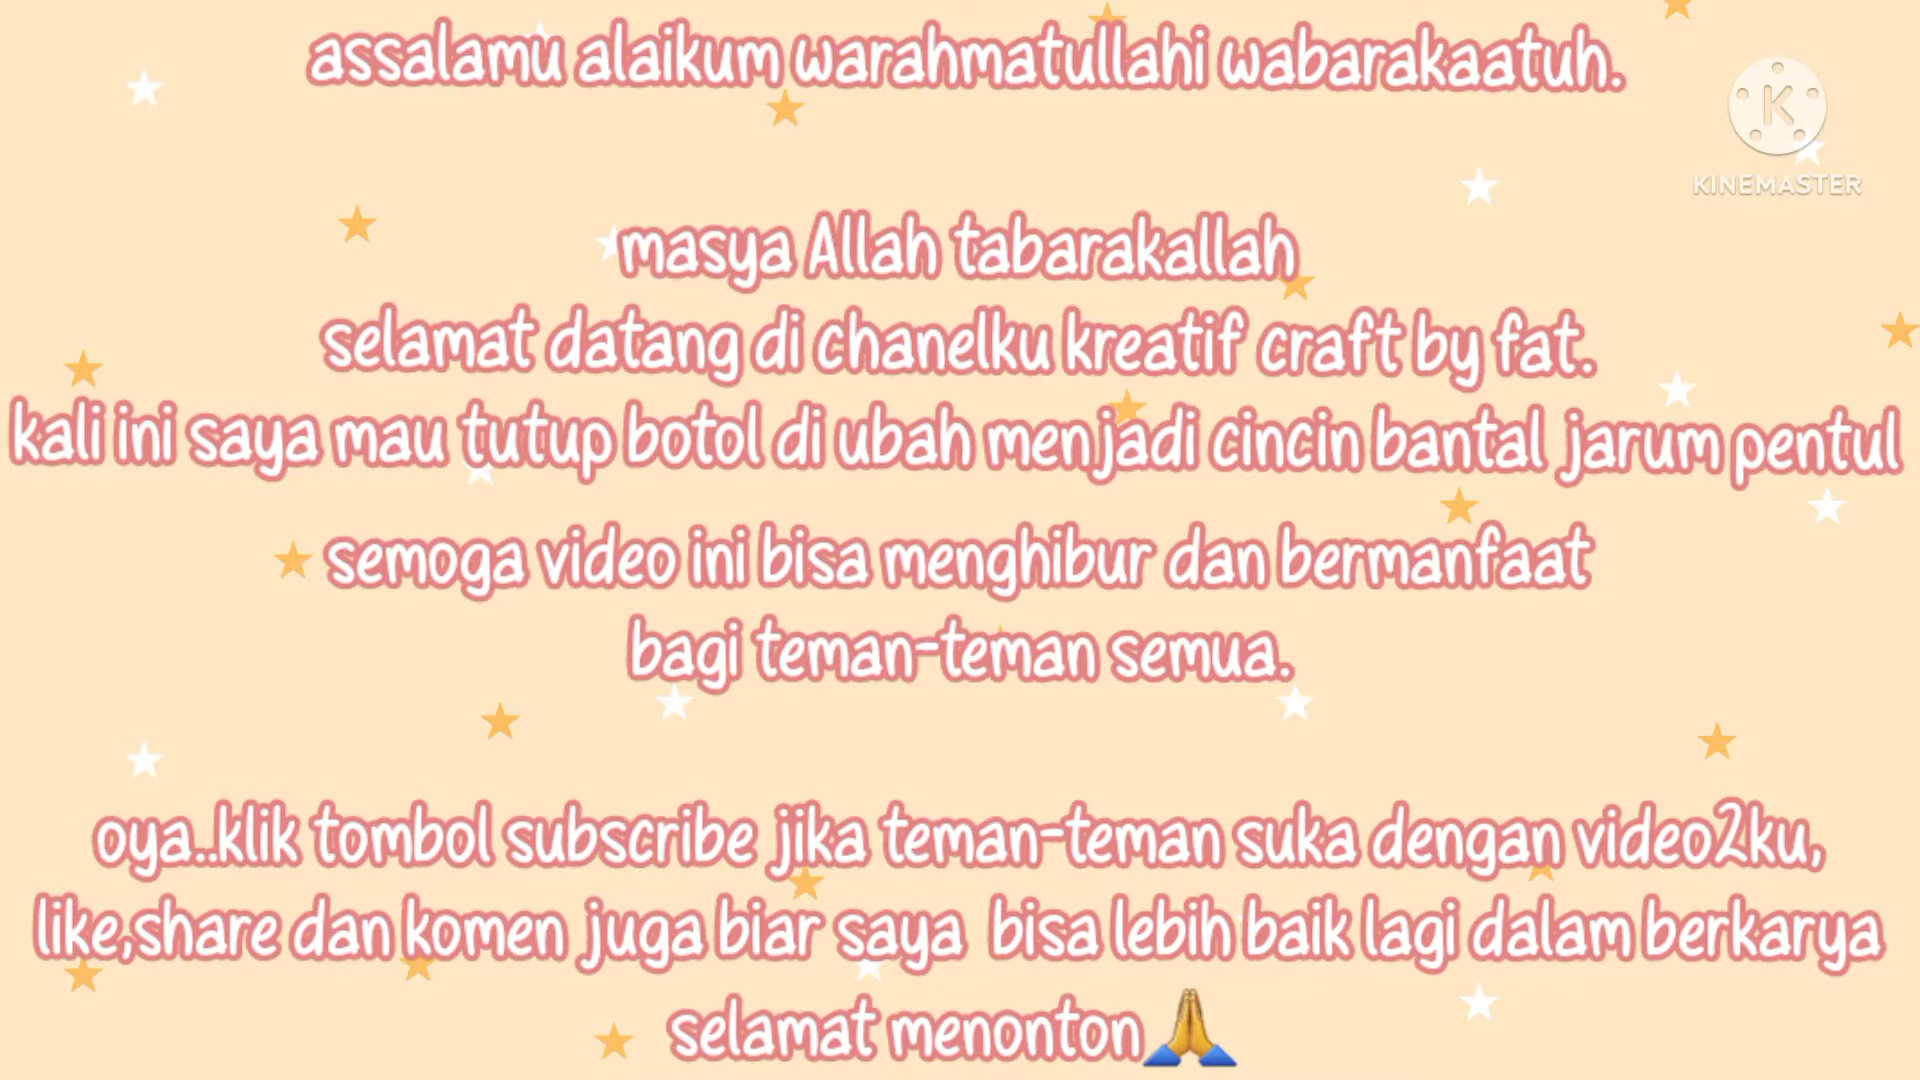 assalamu alaikum warahmatullahi wabarakaatuh.
KINEMASTER
masya Allah tabarakallah
selamat datang di chanelku kreatif craft by fat.
kali ini saya mau tutup botol di ubah menjadi cincin bantal jarum pentul
semoga video ini bisa menghibur dan bermanfaat
bagi teman-teman semua.
oya..klik tombol subscribe jika teman-teman suka dengan video2ku,
like,share dan komen juga biar saya bisa lebih baik lagi dalam berkarya
selamat menonton🙏